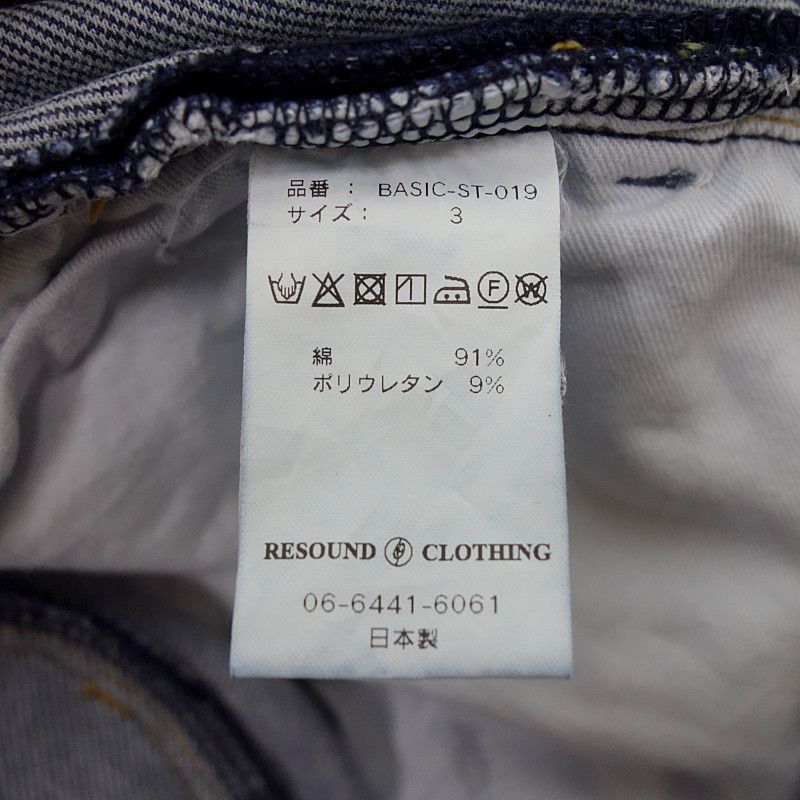 品番 : BASIC-ST-019
サイズ : 3
F W
綿 91%
ポリウレタン 9%
RESOUND CLOTHING
06-6441-6061
日本製